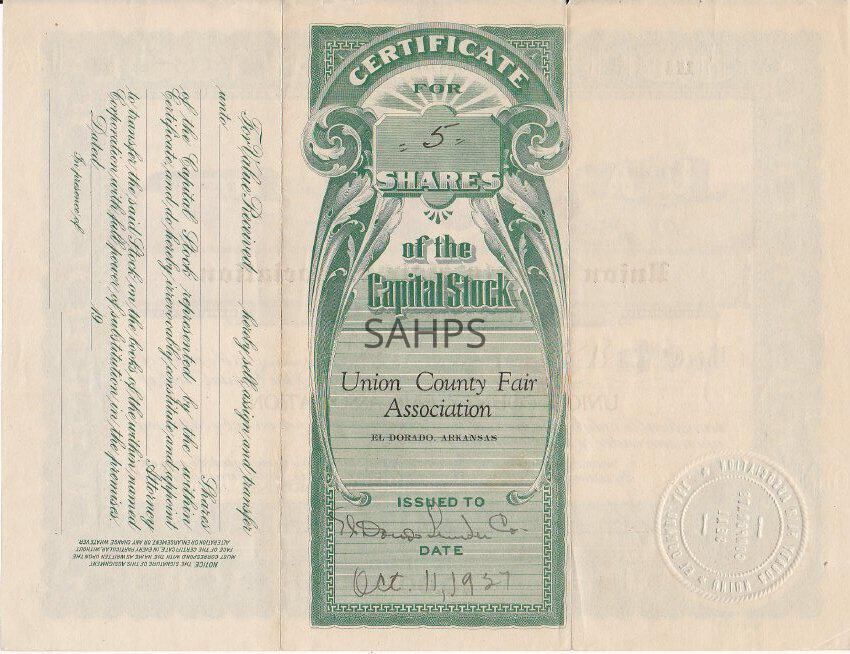 CERTIFICATE
FOR
= 5 =
SHARES
of the
Capital Stock
SAHPS
Union County Fair
Association
EL DORADO, ARKANSAS
ISSUED TO
El Dorado Co.
DATE
Oct. 11, 1927
For Value Received hereby sell, assign and transfer
unto
Shares
of the Capital Stock represented by the within
Certificate, and do hereby irrevocably constitute and appoint
Attorney
to transfer the said Stock on the books of the within named
Corporation with full power of substitution in the premises.
Dated 19
In presence of
NOTICE. THE SIGNATURE OF THIS ASSIGNMENT
MUST CORRESPOND WITH THE NAME AS WRITTEN UPON THE
FACE OF THE CERTIFICATE IN EVERY PARTICULAR WITHOUT
ALTERATION OR ENLARGEMENT OR ANY CHANGE WHATEVER